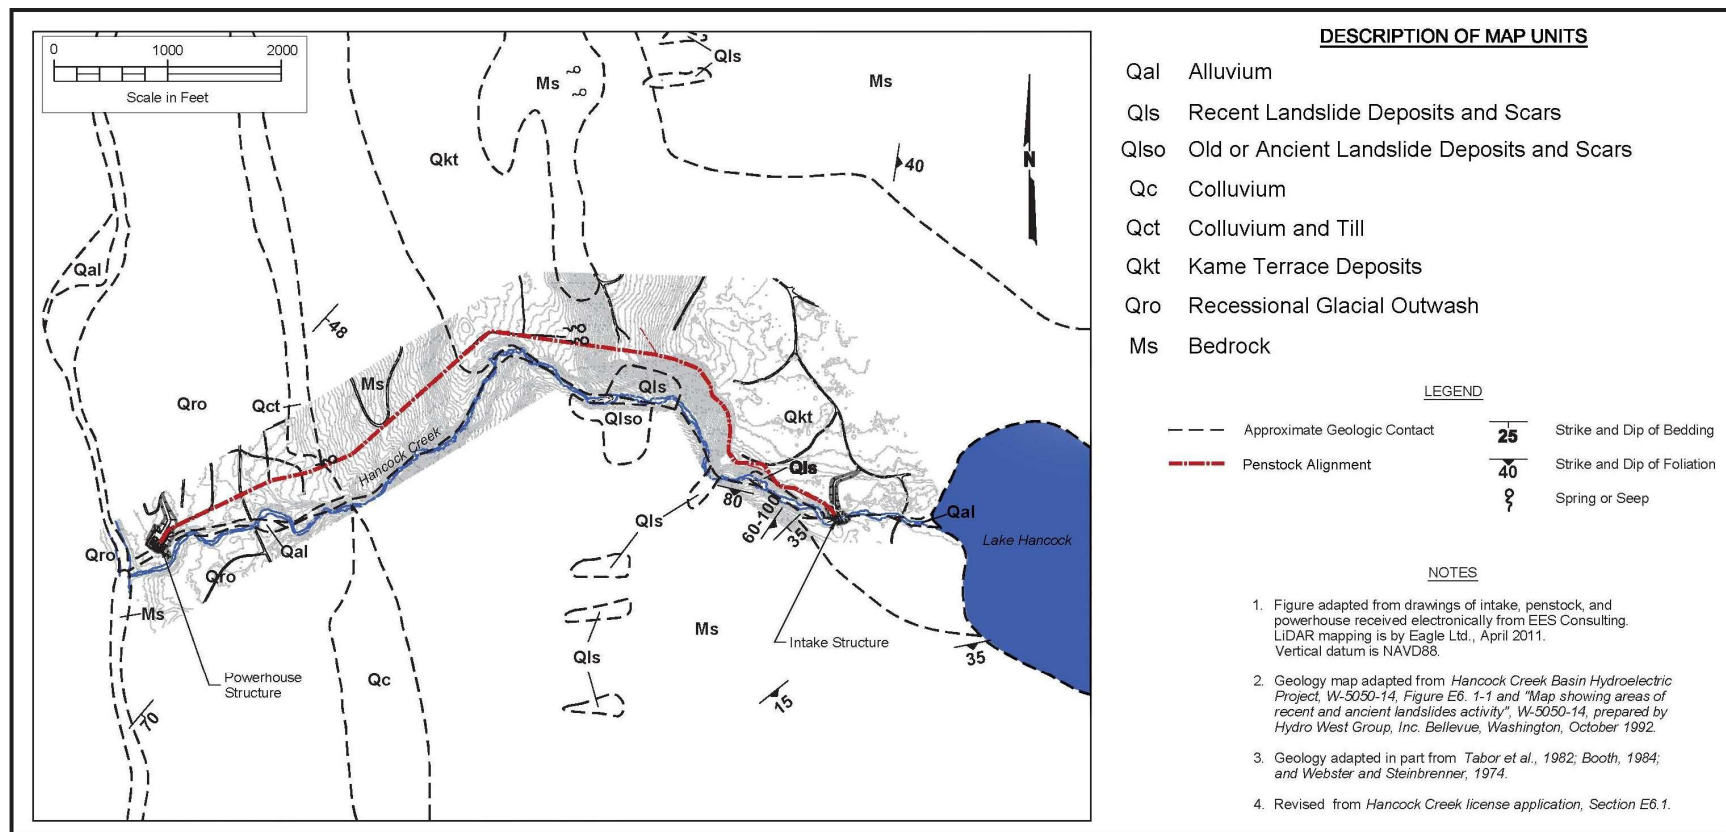 0 1000 2000
Scale in Feet
Qls
Ms
Ms
Qkt
40
N
Qal
48
Qro
Qct
Ms
Qls
Qlso
Qkt
Hancock Creek
Qls
80
60-100
35
Qls
Qal
Lake Hancock
Qro
Qal
Qro
Ms
Ms
Intake Structure
35
Qls
Qc
Powerhouse
Structure
70
15
DESCRIPTION OF MAP UNITS
Qal Alluvium
Qls Recent Landslide Deposits and Scars
Qlso Old or Ancient Landslide Deposits and Scars
Qc Colluvium
Qct Colluvium and Till
Qkt Kame Terrace Deposits
Qro Recessional Glacial Outwash
Ms Bedrock
LEGEND
Approximate Geologic Contact
Penstock Alignment
25 Strike and Dip of Bedding
40 Strike and Dip of Foliation
Spring or Seep
NOTES
1. Figure adapted from drawings of intake, penstock, and
powerhouse received electronically from EES Consulting.
LiDAR mapping is by Eagle Ltd., April 2011.
Vertical datum is NAVD88.
2. Geology map adapted from Hancock Creek Basin Hydroelectric
Project, W-5050-14, Figure E6. 1-1 and "Map showing areas of
recent and ancient landslides activity", W-5050-14, prepared by
Hydro West Group, Inc. Bellevue, Washington, October 1992.
3. Geology adapted in part from Tabor et al., 1982; Booth, 1984;
and Webster and Steinbrenner, 1974.
4. Revised from Hancock Creek license application, Section E6.1.